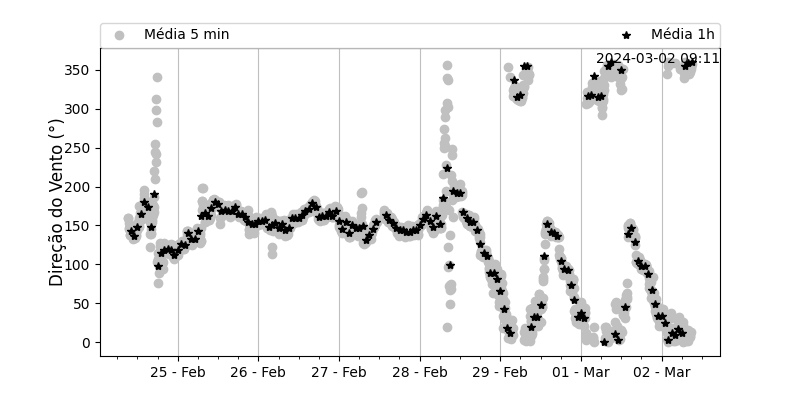 Média 5 min
Média 1h
2024-03-02 09:11
Direção do Vento (°)
350
300
250
200
150
100
50
0
25 - Feb
26 - Feb
27 - Feb
28 - Feb
29 - Feb
01 - Mar
02 - Mar